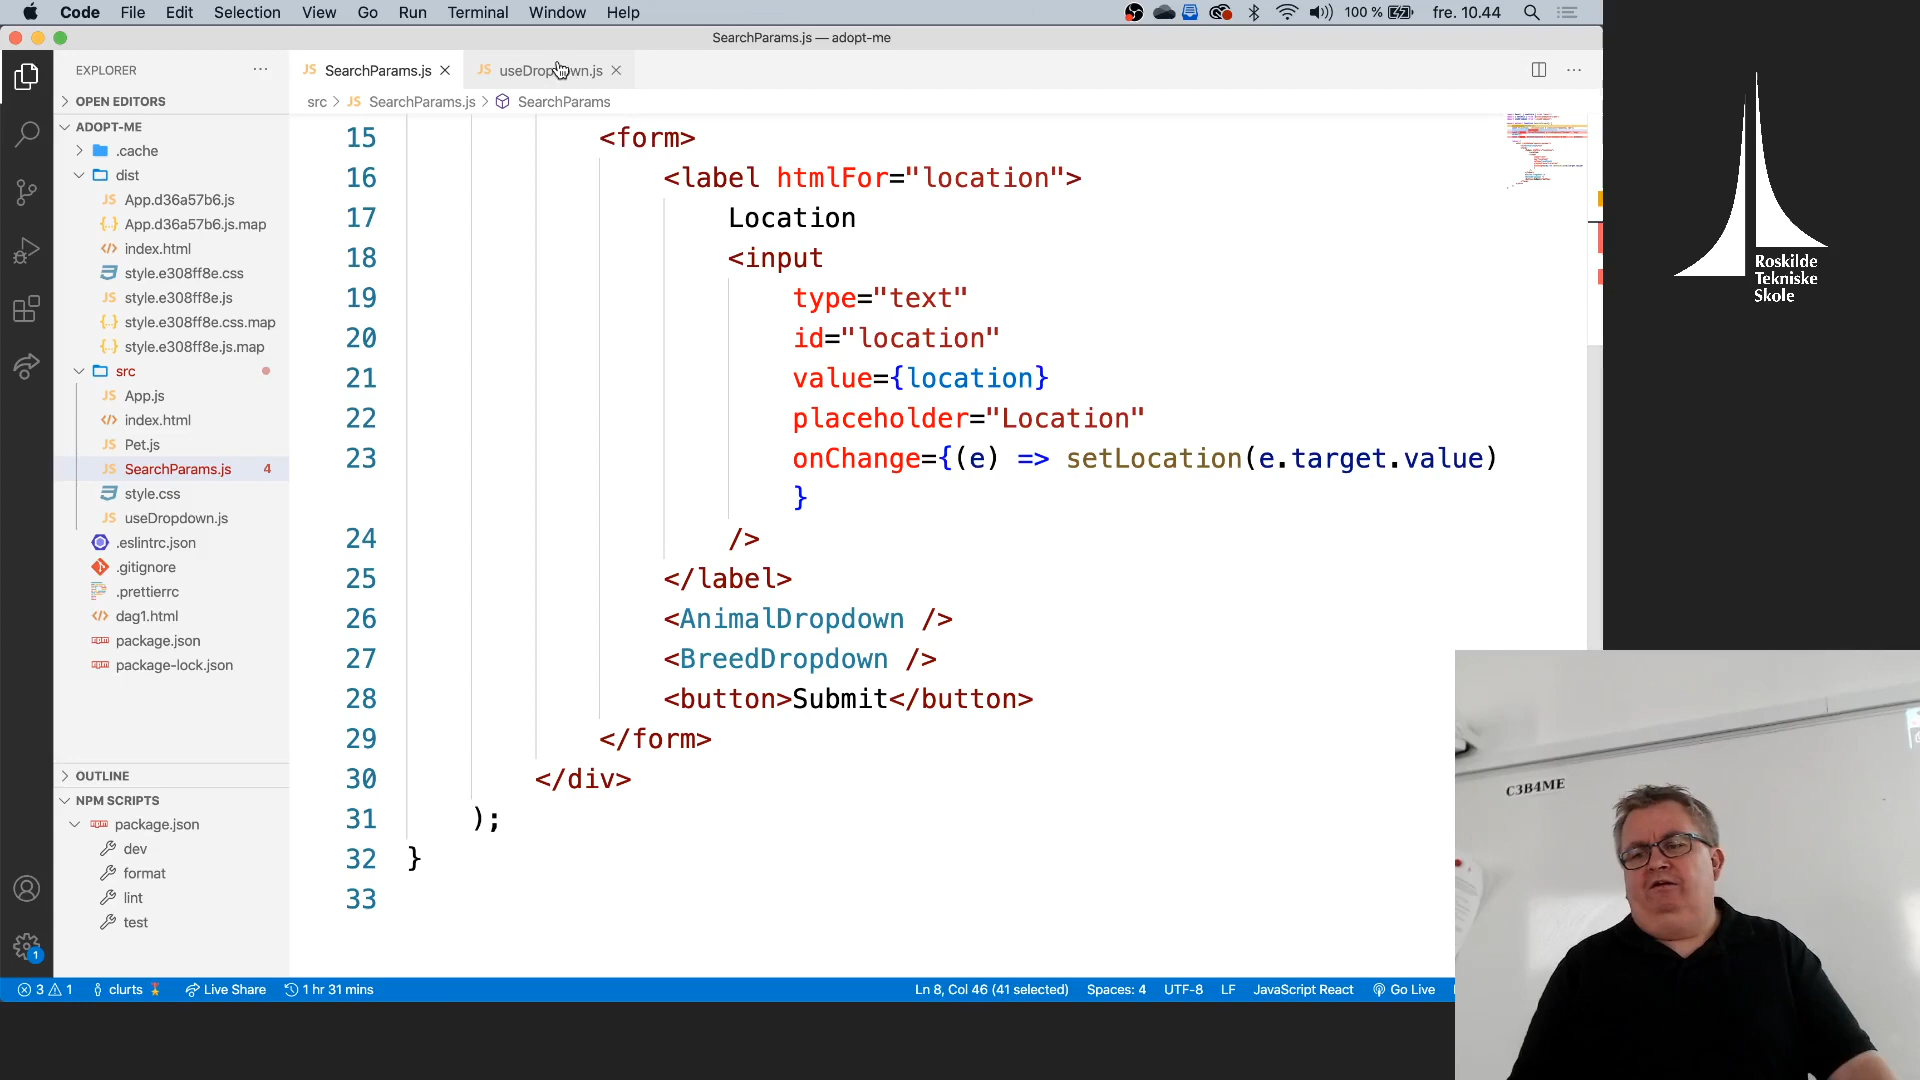 Code File Edit Selection View Go Run Terminal Window Help
100 % fre. 10.44
SearchParams.js — adopt-me
EXPLORER
SearchParams.js
useDropdown.js
OPEN EDITORS
src > SearchParams.js > SearchParams
ADOPT-ME
.cache
dist
App.d36a57b6.js
App.d36a57b6.js.map
index.html
style.e308ff8e.css
style.e308ff8e.js
style.e308ff8e.css.map
style.e308ff8e.js.map
src
App.js
index.html
Pet.js
SearchParams.js 4
style.css
useDropdown.js
.eslintrc.json
.gitignore
.prettierrc
dag1.html
package.json
package-lock.json
OUTLINE
NPM SCRIPTS
package.json
dev
format
lint
test
1
15 <form>
16 <label htmlFor="location">
17 Location
18 <input
19 type="text"
20 id="location"
21 value={location}
22 placeholder="Location"
23 onChange={(e) => setLocation(e.target.value)
}
24 />
25 </label>
26 <AnimalDropdown />
27 <BreedDropdown />
28 <button>Submit</button>
29 </form>
30 </div>
31 );
32 }
33
3 1 clurts Live Share 1 hr 31 mins Ln 8, Col 46 (41 selected) Spaces: 4 UTF-8 LF JavaScript React Go Live
Roskilde
Tekniske
Skole
C3B4ME